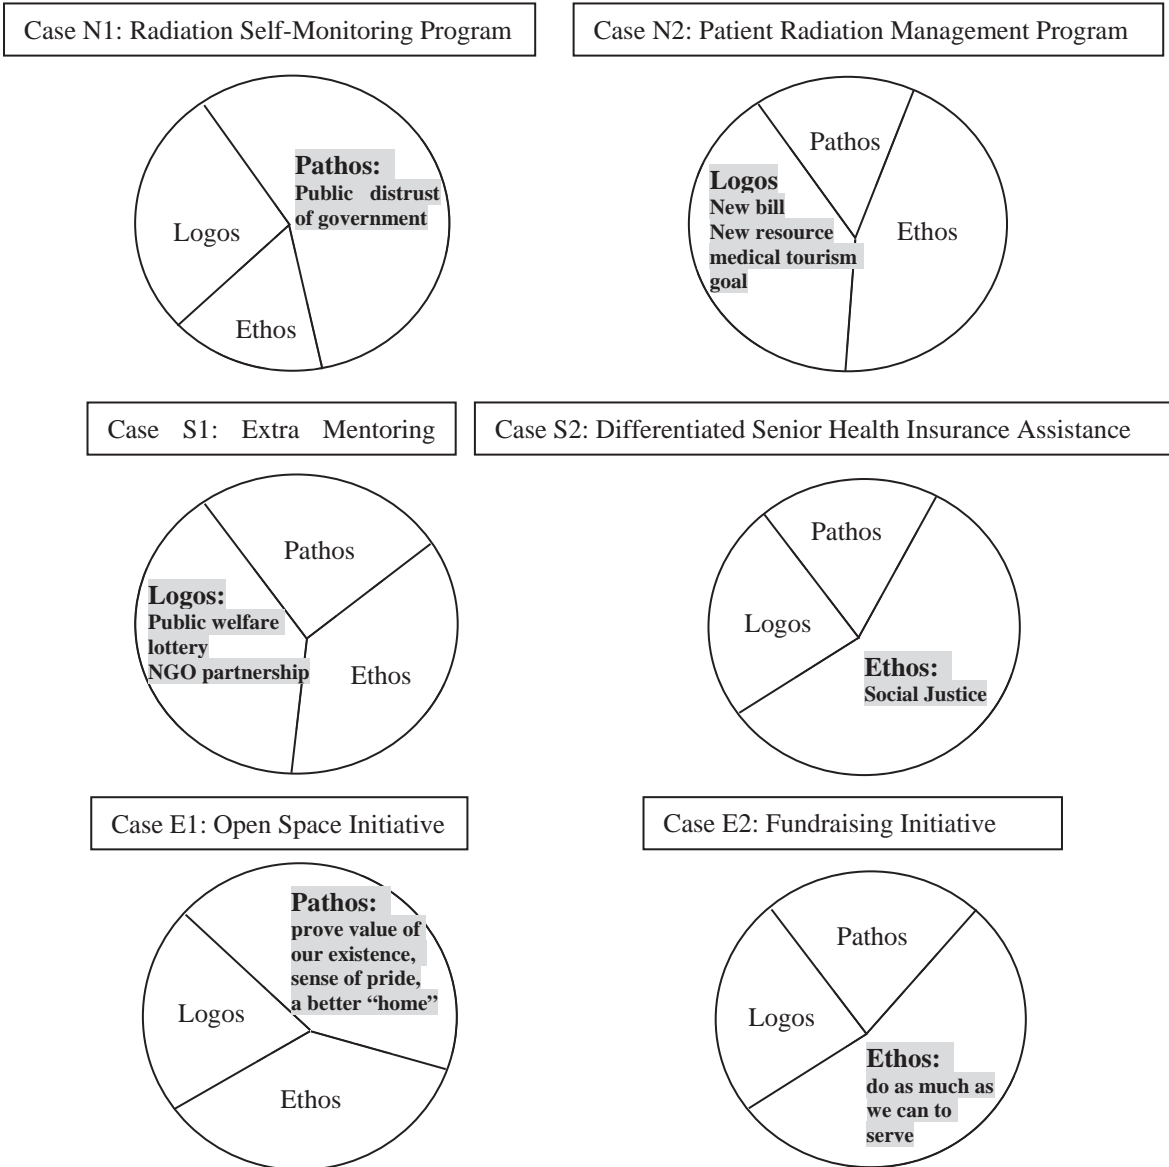 Case N1: Radiation Self-Monitoring Program
Case N2: Patient Radiation Management Program
Pathos:
Public distrust
of government
Logos
Ethos
Pathos
Logos
New bill
New resource
medical tourism
goal
Ethos
Case S1: Extra Mentoring
Case S2: Differentiated Senior Health Insurance Assistance
Pathos
Logos:
Public welfare
lottery
NGO partnership
Ethos
Pathos
Logos
Ethos:
Social Justice
Case E1: Open Space Initiative
Case E2: Fundraising Initiative
Pathos:
prove value of
our existence,
sense of pride,
a better “home”
Logos
Ethos
Pathos
Logos
Ethos:
do as much as
we can to
serve